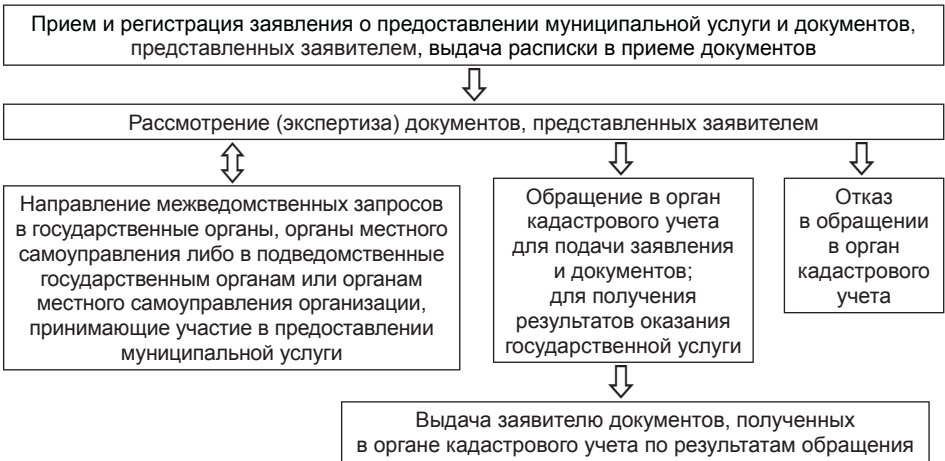 Прием и регистрация заявления о предоставлении муниципальной услуги и документов,
представленных заявителем, выдача расписки в приеме документов
Рассмотрение (экспертиза) документов, представленных заявителем
Направление межведомственных запросов
в государственные органы, органы местного
самоуправления либо в подведомственные
государственным органам или органам
местного самоуправления организации,
принимающие участие в предоставлении
муниципальной услуги
Обращение в орган
кадастрового учета
для подачи заявления
и документов;
для получения
результатов оказания
государственной услуги
Отказ
в обращении
в орган
кадастрового
учета
Выдача заявителю документов, полученных
в органе кадастрового учета по результатам обращения